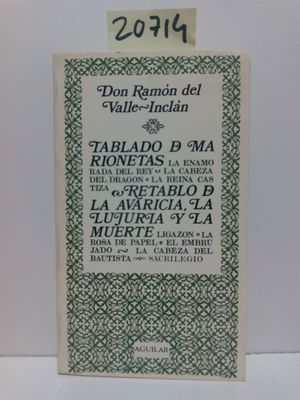 20714
Don Ramón del
Valle-Inclán
TABLADO D MA
RIONETAS LA ENAMO
RADA DEL REY LA CABEZA
DEL DRAGON LA REINA CAS
TIZA RETABLO D
LA AVARICIA, LA
LUJURIA Y LA
MUERTE LIGAZON LA
ROSA DE PAPEL EL EMBRU
JADO LA CABEZA DEL
BAUTISTA SACRILEGIO
AGUILAR